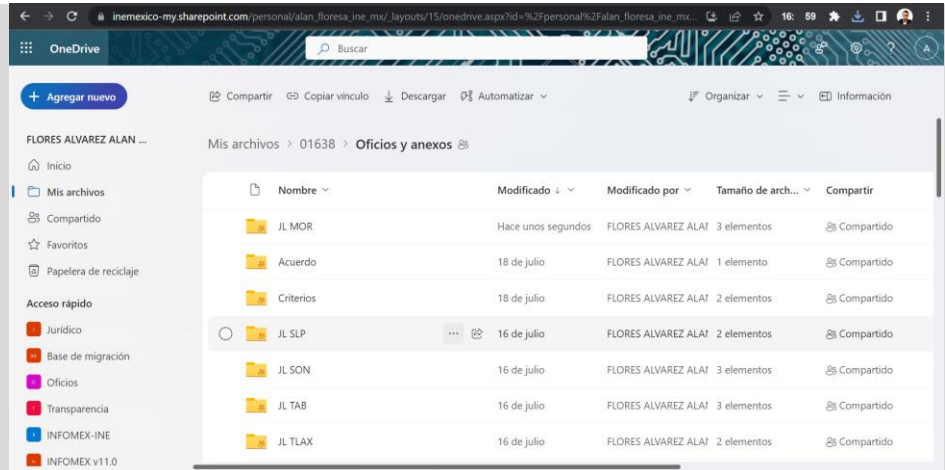 inemexico-my.sharepoint.com/personal/alan_floresa_ine_mx/_layouts/15/onedrive.aspx?id=%2Fpersonal%2Falan_floresa_ine_mx... 16: 59
OneDrive Buscar A
Agregar nuevo Compartir Copiar vínculo Descargar Automatizar Organizar Información
FLORES ALVAREZ ALAN ...
Mis archivos > 01638 > Oficios y anexos
Inicio
Mis archivos
Compartido
Favoritos
Papelera de reciclaje
Acceso rápido
Jurídico
Base de migración
Oficios
Transparencia
INFOMEX-INE
INFOMEX v11.0
Nombre Modificado Modificado por Tamaño de arch... Compartir
JL MOR Hace unos segundos FLORES ALVAREZ ALAN 3 elementos Compartido
Acuerdo 18 de julio FLORES ALVAREZ ALAN 1 elemento Compartido
Criterios 18 de julio FLORES ALVAREZ ALAN 2 elementos Compartido
JL SLP ... 16 de julio FLORES ALVAREZ ALAN 2 elementos Compartido
JL SON 16 de julio FLORES ALVAREZ ALAN 3 elementos Compartido
JL TAB 16 de julio FLORES ALVAREZ ALAN 3 elementos Compartido
JL TLAX 16 de julio FLORES ALVAREZ ALAN 2 elementos Compartido